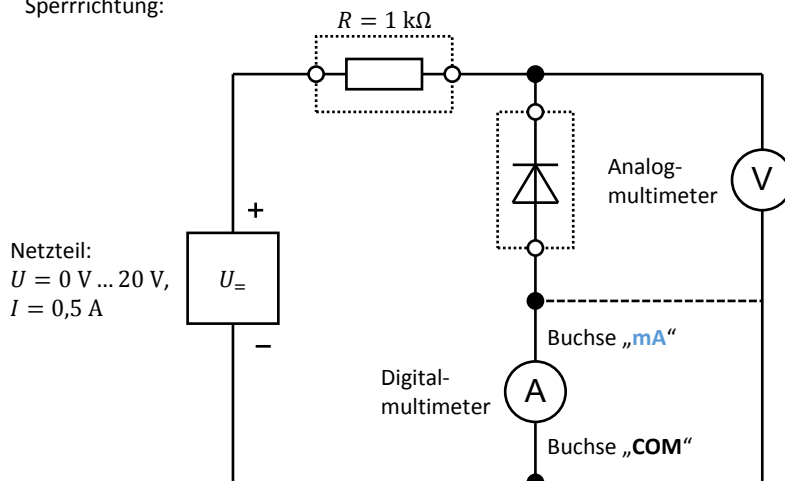 Sperrrichtung:
R = 1 kΩ
Analog-
multimeter
V
+
Netzteil:
U = 0 V … 20 V,
I = 0,5 A
U₌
−
Buchse „mA“
Digital-
multimeter
A
Buchse „COM“